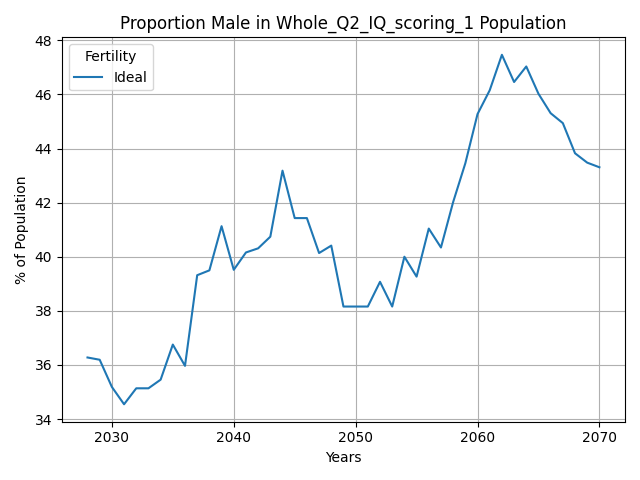 Proportion Male in Whole_Q2_IQ_scoring_1 Population
Fertility
Ideal
% of Population
48
46
44
42
40
38
36
34
2030 2040 2050 2060 2070
Years